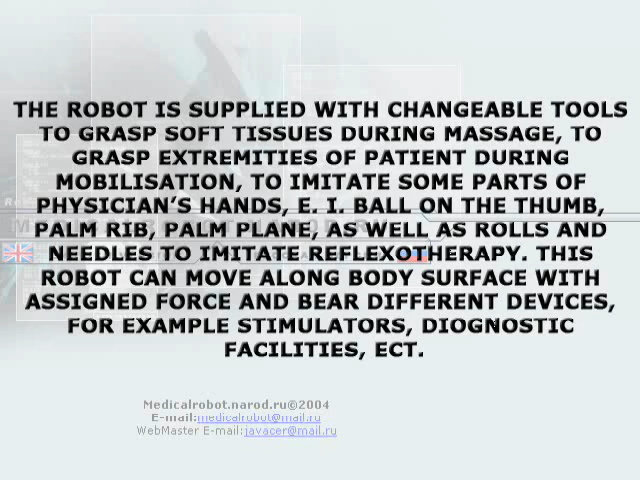 THE ROBOT IS SUPPLIED WITH CHANGEABLE TOOLS
TO GRASP SOFT TISSUES DURING MASSAGE, TO
GRASP EXTREMITIES OF PATIENT DURING
MOBILISATION, TO IMITATE SOME PARTS OF
PHYSICIAN'S HANDS, E. I. BALL ON THE THUMB,
PALM RIB, PALM PLANE, AS WELL AS ROLLS AND
NEEDLES TO IMITATE REFLEXOTHERAPY. THIS
ROBOT CAN MOVE ALONG BODY SURFACE WITH
ASSIGNED FORCE AND BEAR DIFFERENT DEVICES,
FOR EXAMPLE STIMULATORS, DIOGNOSTIC
FACILITIES, ECT.
Medicalrobot.narod.ru©2004
E-mail:medicalrobot@mail.ru
WebMaster E-mail:javacer@mail.ru